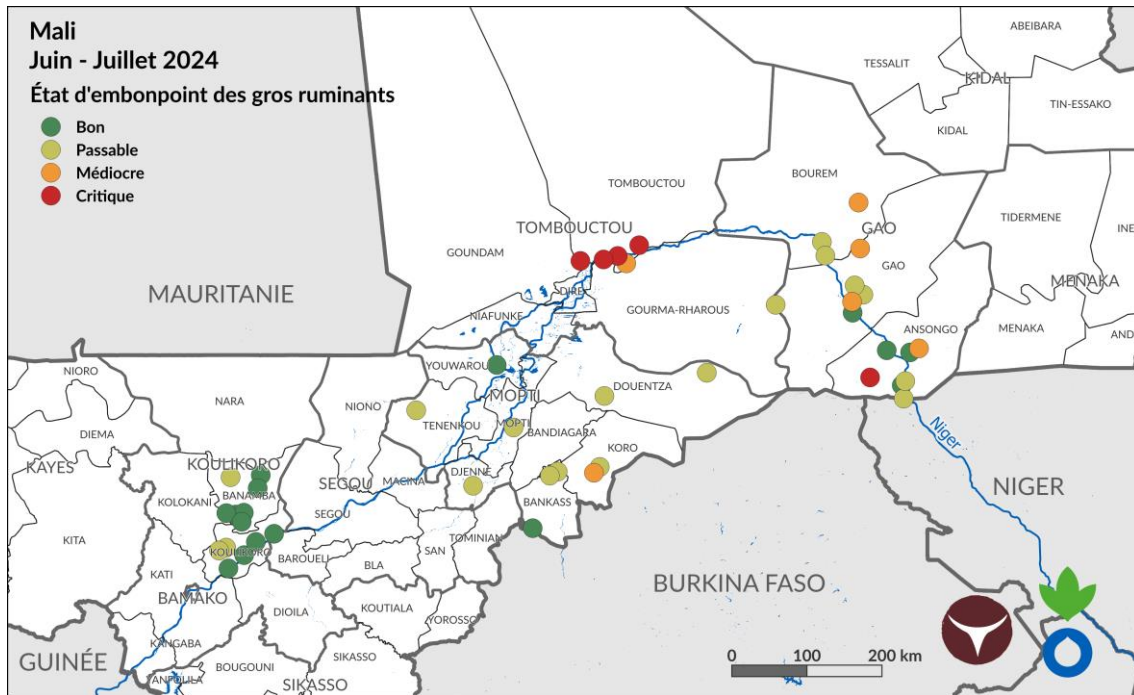 Mali
Juin - Juillet 2024
État d'embonpoint des gros ruminants
Bon
Passable
Médiocre
Critique
ABEIBARA
TESSALIT
KIDAL
TIN-ESSAKO
KIDAL
BOUREM
TOMBOUCTOU
TIDERMENE
INE
TOMBOUCTOU
GAO
GOUNDAM
GAO
MENAKA
MAURITANIE
DIRE
NIAFUNKE
GOURMA-RHAROUS
ANSONGO
MENAKA
AND
NIORO
YOUWAROU
DOUENTZA
NARA
NIONO
MOPTI
TENENKOU
MOPTI
BANDIAGARA
Niger
DIEMA
KORO
KAYES
KOULIKORO
DJENNE
SEGOU
MACINA
NIGER
KOLOKANI
BANAMBA
BANKASS
SEGOU
KITA
TOMINIAN
KOULIKORO
BAROUELI
SAN
BLA
KATI
BURKINA FASO
BAMAKO
DIOILA
KOUTIALA
YOROSSO
KANGABA
GUINÉE
BOUGOUNI
SIKASSO
SIKASSO
0 100 200 km